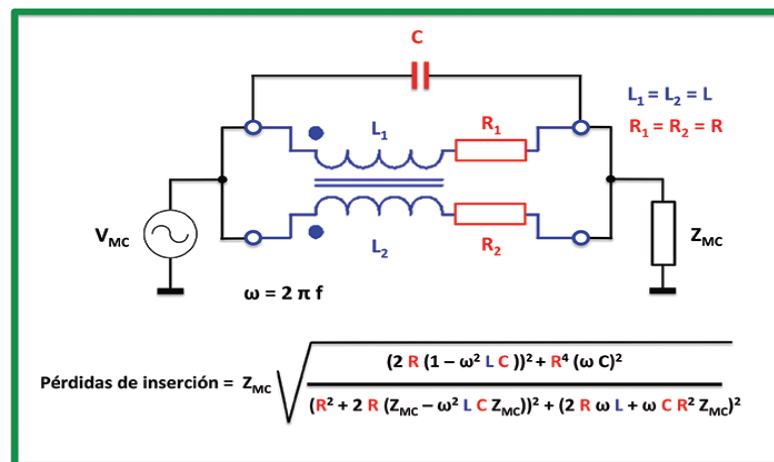 C
L₁ = L₂ = L
R₁ = R₂ = R
L₁
R₁
V_MC
L₂
R₂
Z_MC
ω = 2 π f
Pérdidas de inserción = Z_MC √ (2 R (1 – ω² L C ))² + R⁴ (ω C)²
(R² + 2 R (Z_MC – ω² L C Z_MC))² + (2 R ω L + ω C R² Z_MC)²